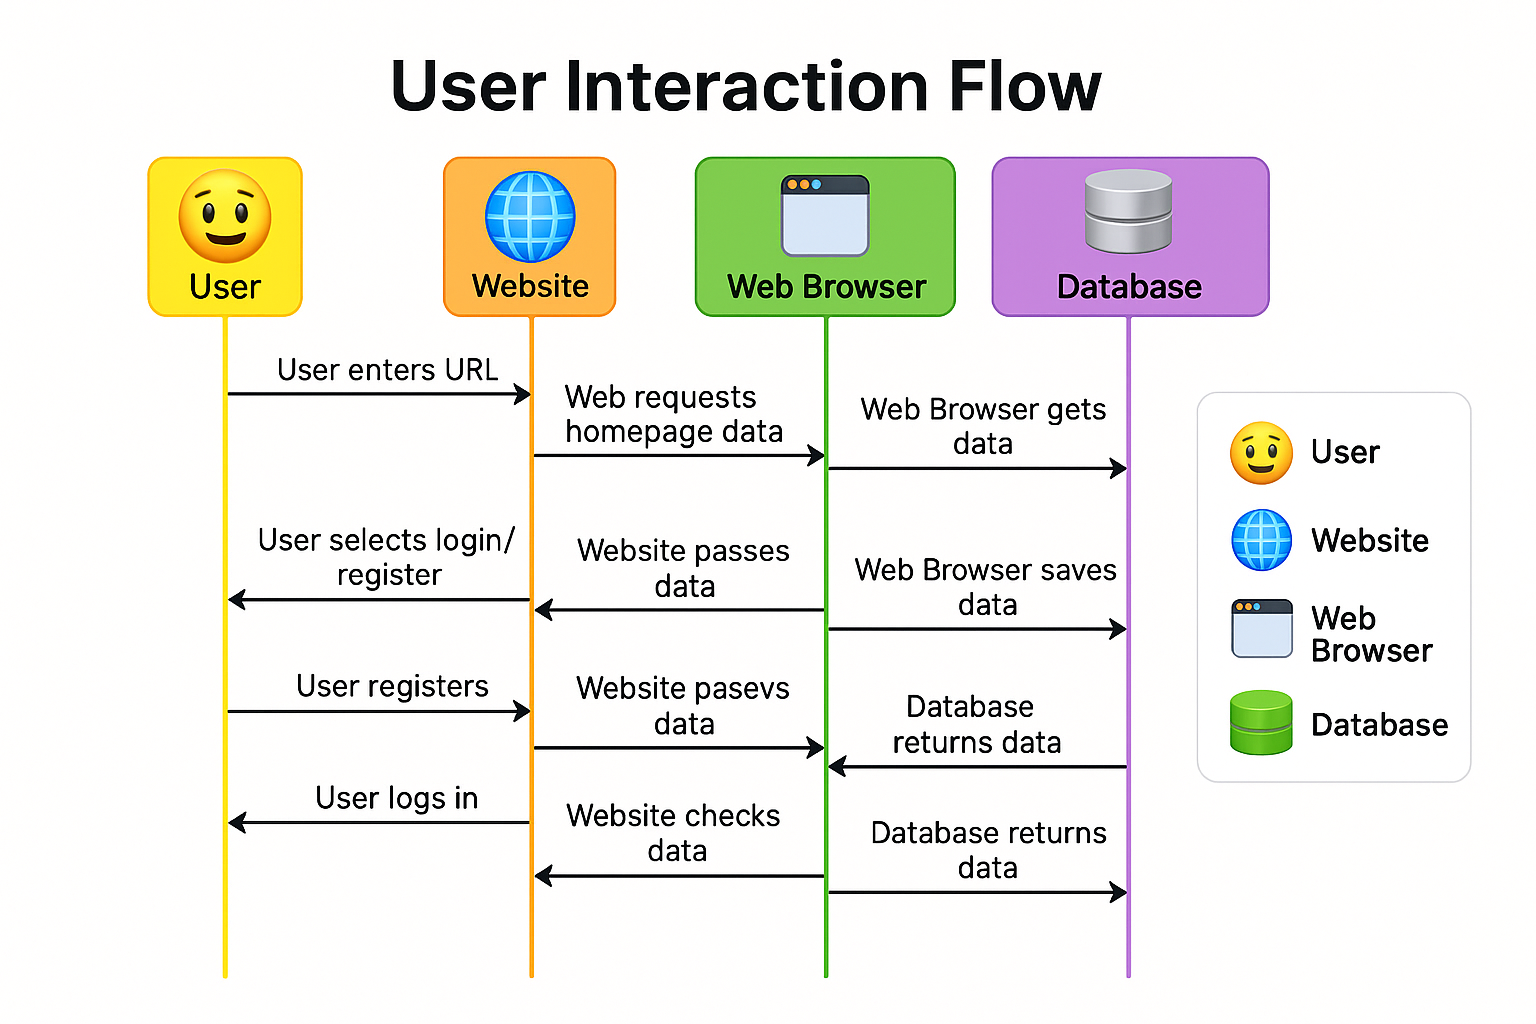 User Interaction Flow
User
Website
Web Browser
Database
User enters URL
Web requests
homepage data
Web Browser gets
data
User selects login/
register
Website passes
data
Web Browser saves
data
User registers
Website pasevs
data
Database
returns data
User logs in
Website checks
data
Database returns
data
User
Website
Web
Browser
Database